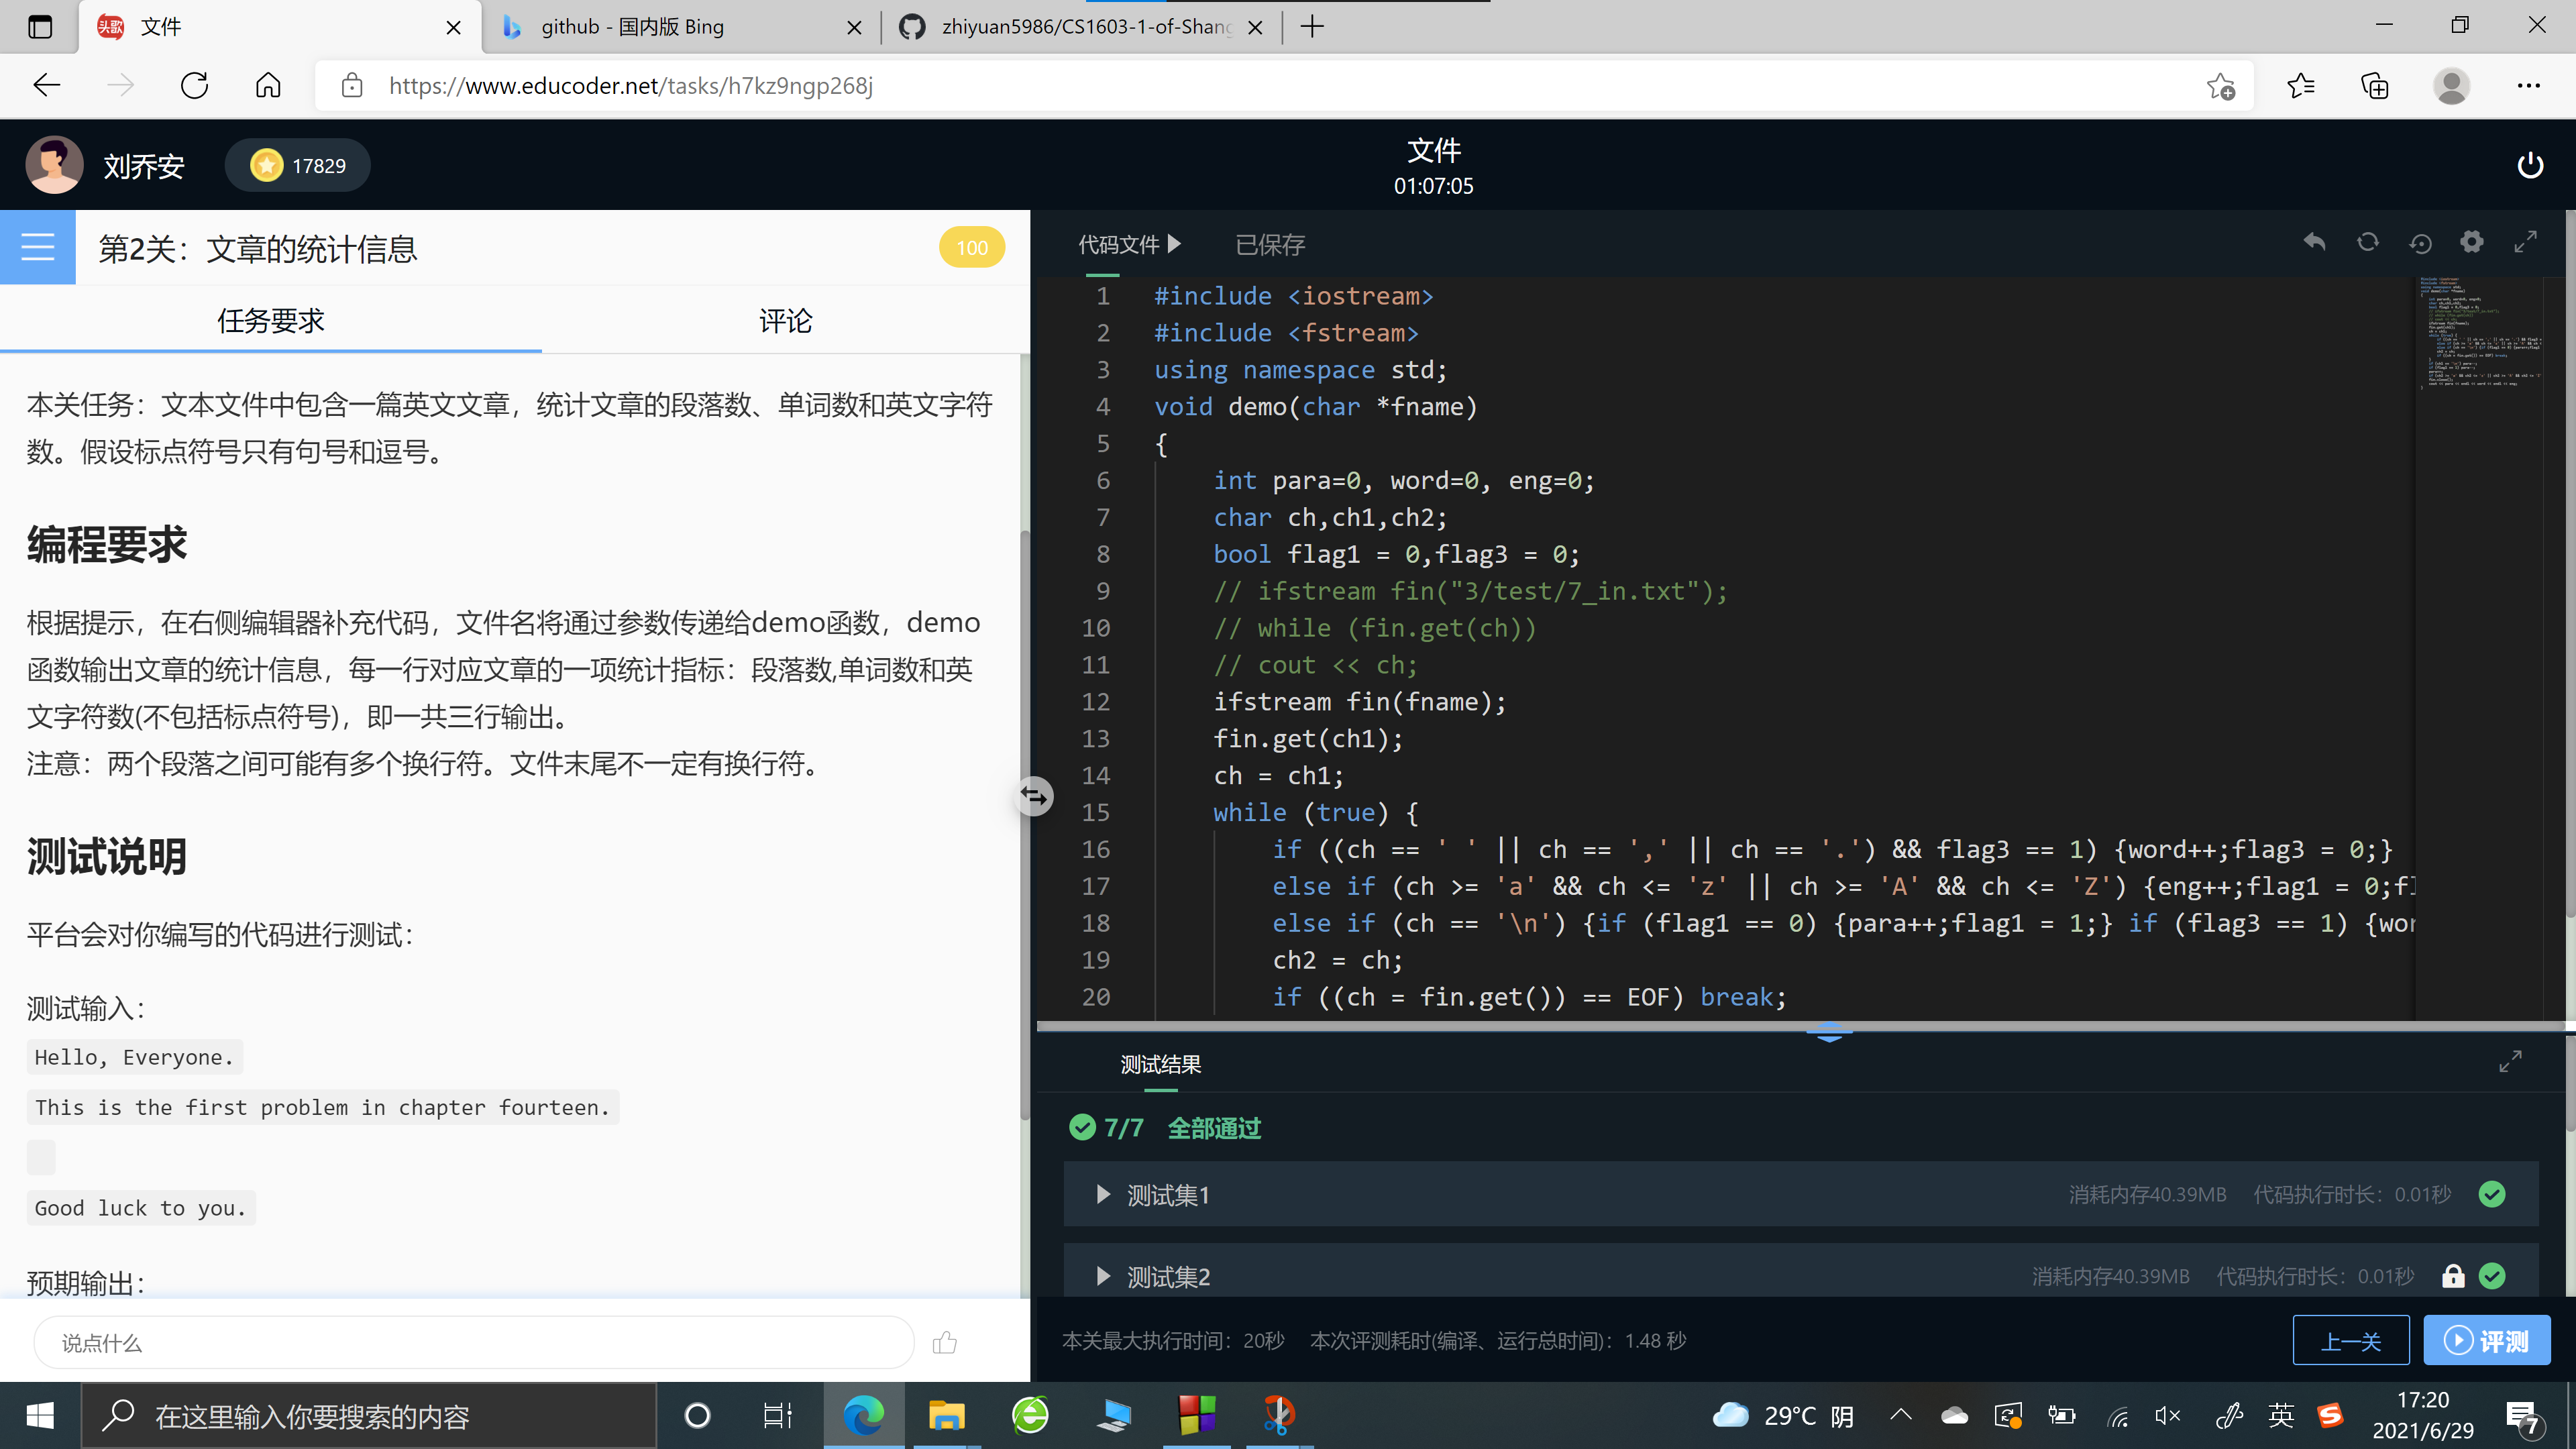 文件
github - 国内版 Bing
zhiyuan5986/CS1603-1-of-Shang
https://www.educoder.net/tasks/h7kz9ngp268j
刘乔安
17829
文件
01:07:05
第2关：文章的统计信息
100
任务要求
评论
本关任务：文本文件中包含一篇英文文章，统计文章的段落数、单词数和英文字符
数。假设标点符号只有句号和逗号。
编程要求
根据提示，在右侧编辑器补充代码，文件名将通过参数传递给demo函数，demo
函数输出文章的统计信息，每一行对应文章的一项统计指标：段落数,单词数和英
文字符数(不包括标点符号)，即一共三行输出。
注意：两个段落之间可能有多个换行符。文件末尾不一定有换行符。
测试说明
平台会对你编写的代码进行测试：
测试输入：
Hello, Everyone.
This is the first problem in chapter fourteen.
Good luck to you.
预期输出：
说点什么
代码文件
已保存
1 #include <iostream>
2 #include <fstream>
3 using namespace std;
4 void demo(char *fname)
5 {
6 int para=0, word=0, eng=0;
7 char ch,ch1,ch2;
8 bool flag1 = 0,flag3 = 0;
9 // ifstream fin("3/test/7_in.txt");
10 // while (fin.get(ch))
11 // cout << ch;
12 ifstream fin(fname);
13 fin.get(ch1);
14 ch = ch1;
15 while (true) {
16 if ((ch == ' ' || ch == ',' || ch == '.') && flag3 == 1) {word++;flag3 = 0;}
17 else if (ch >= 'a' && ch <= 'z' || ch >= 'A' && ch <= 'Z') {eng++;flag1 = 0;fl
18 else if (ch == '\n') {if (flag1 == 0) {para++;flag1 = 1;} if (flag3 == 1) {wor
19 ch2 = ch;
20 if ((ch = fin.get()) == EOF) break;
测试结果
7/7 全部通过
测试集1
消耗内存40.39MB 代码执行时长：0.01秒
测试集2
消耗内存40.39MB 代码执行时长：0.01秒
本关最大执行时间：20秒 本次评测耗时(编译、运行总时间)：1.48 秒
上一关
评测
在这里输入你要搜索的内容
29°C 阴
英
17:20
2021/6/29
7